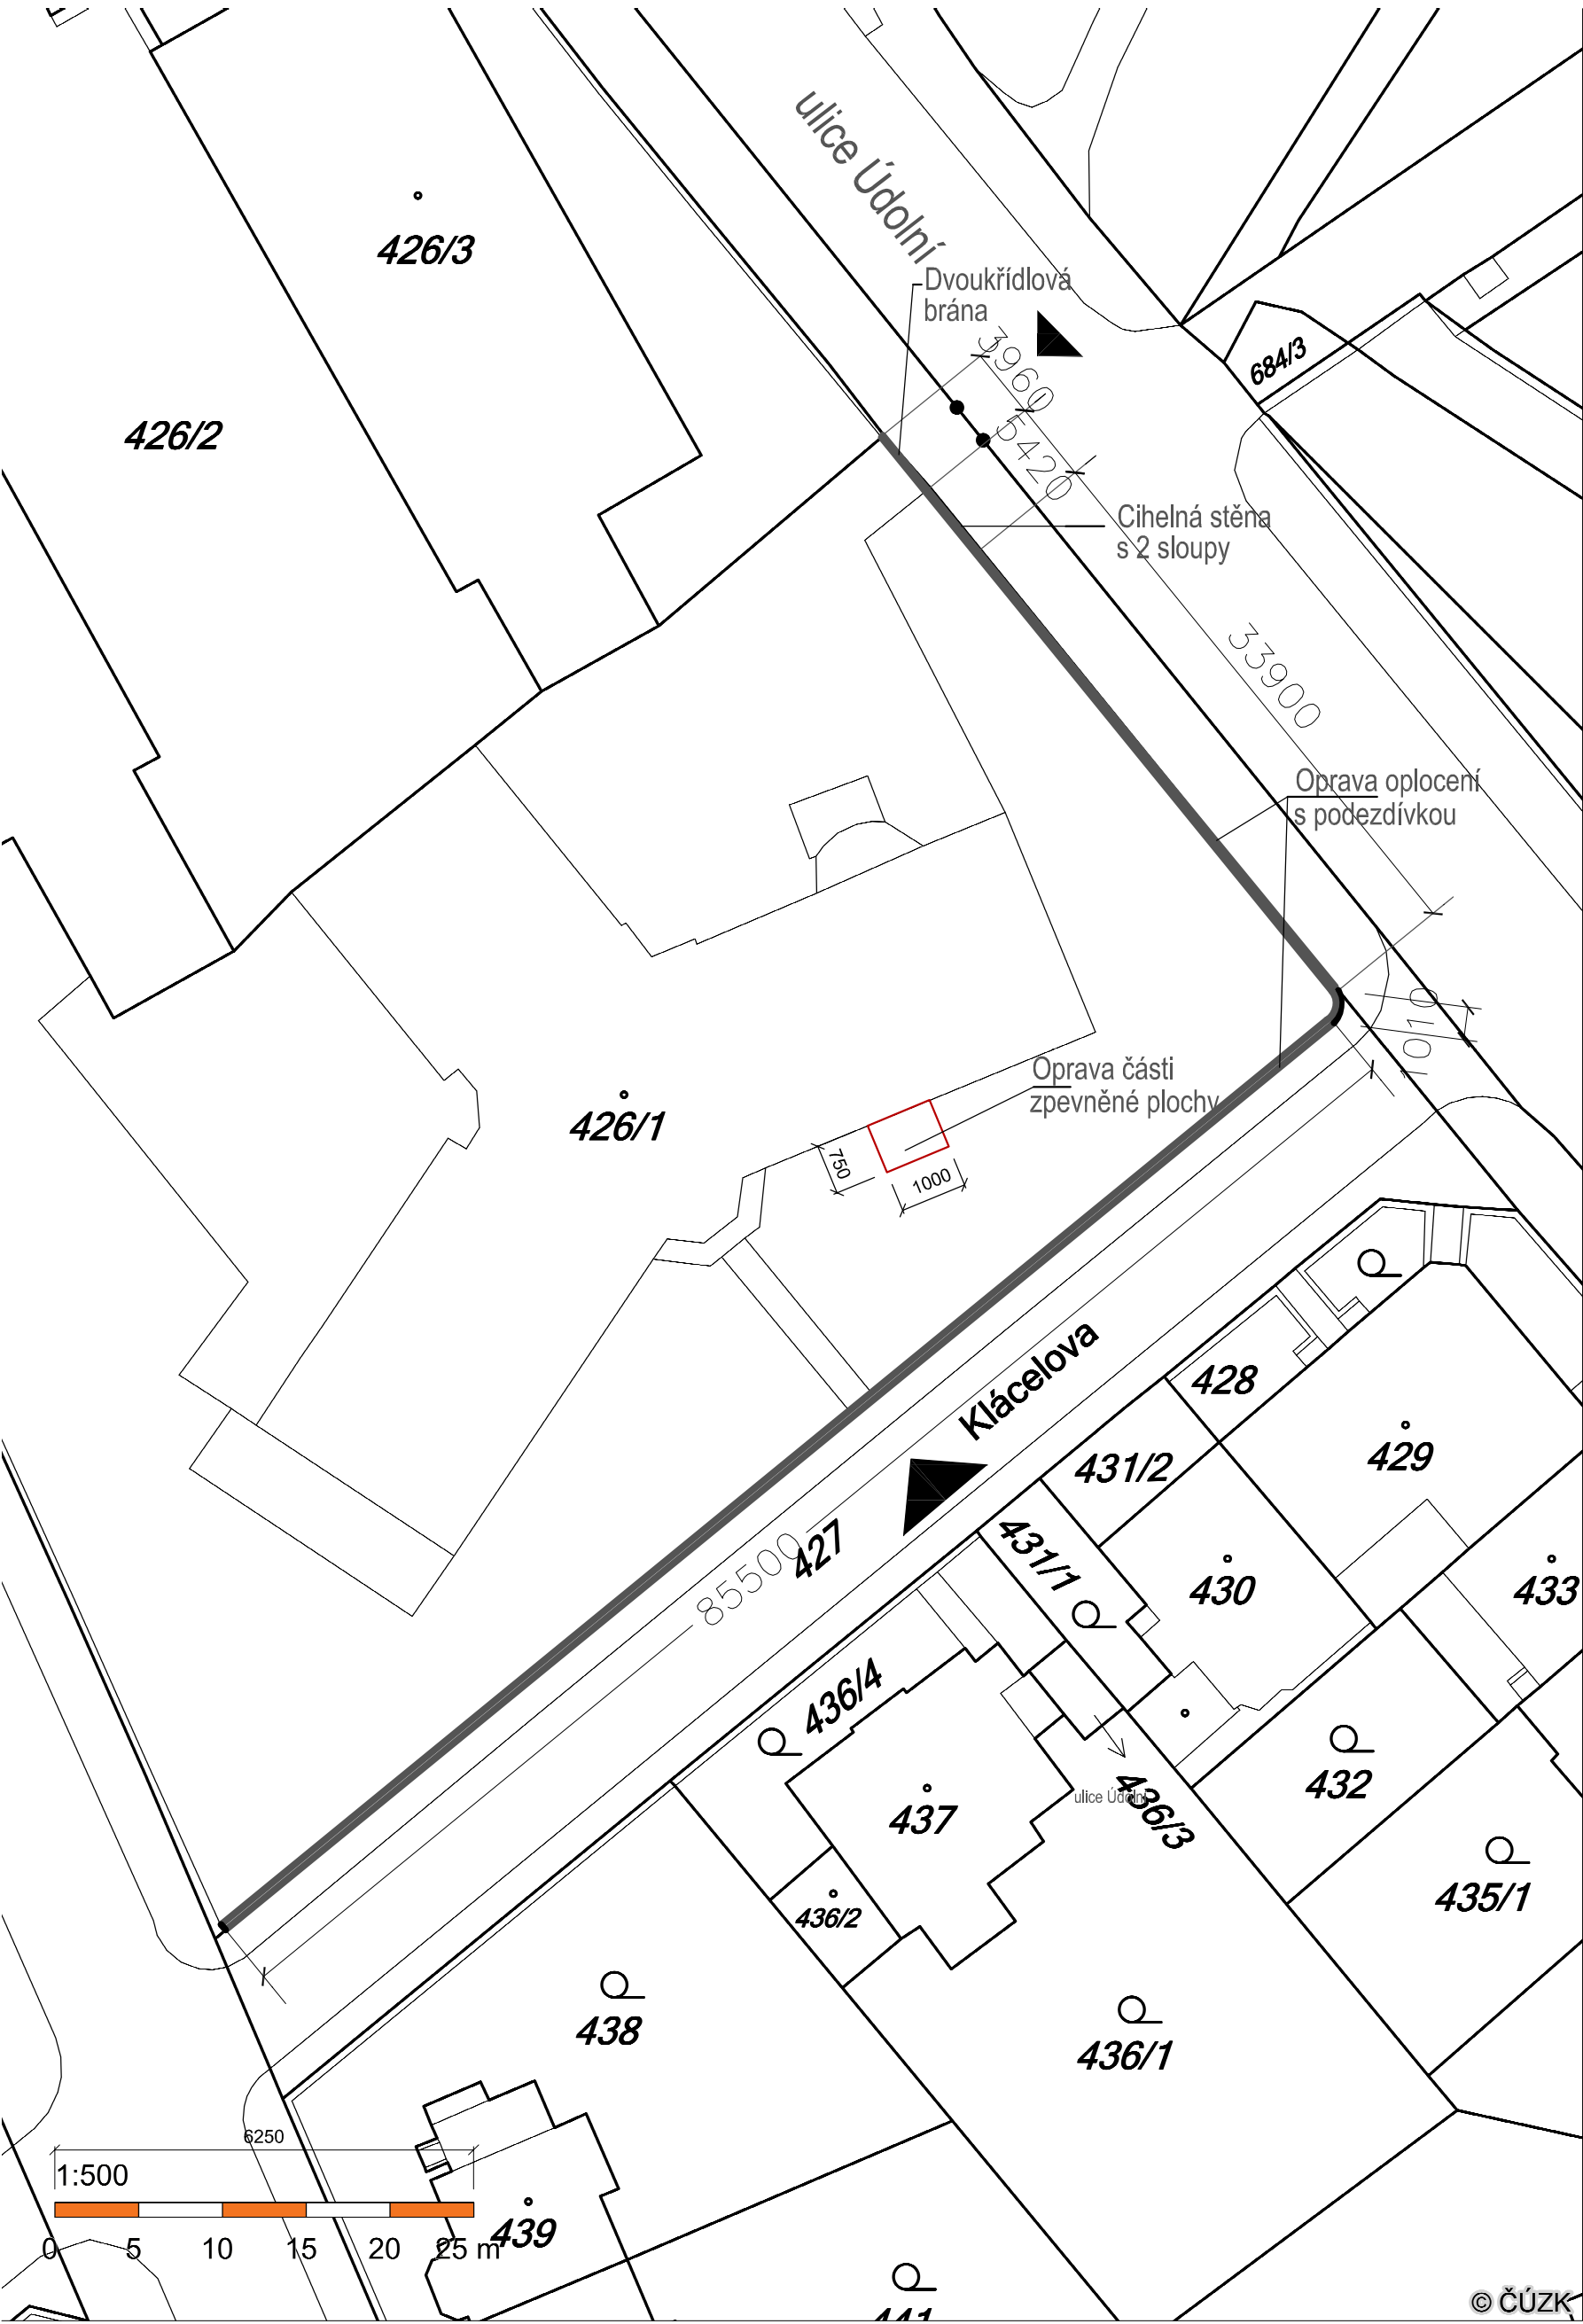 ulice Údolní
426/3
Dvoukřídlová
brána
3960
684/3
426/2
5420
Cihelná stěna
s 2 sloupy
33900
Oprava oplocení
s podezdívkou
1010
Oprava části
zpevněné plochy
426/1
750
1000
Klácelova
428
429
431/2
427
85500
431/1
430
433
436/4
432
437
ulice Údolní
436/3
435/1
436/2
438
436/1
6250
1:500
0 5 10 15 20 25 m
439
441
© ČÚZK